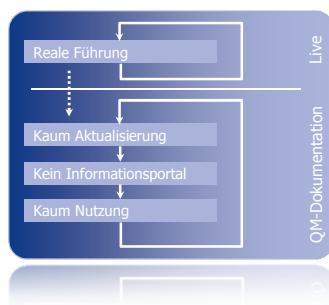 Reale Führung
Live
Kaum Aktualisierung
Kein Informationsportal
Kaum Nutzung
QM-Dokumentation